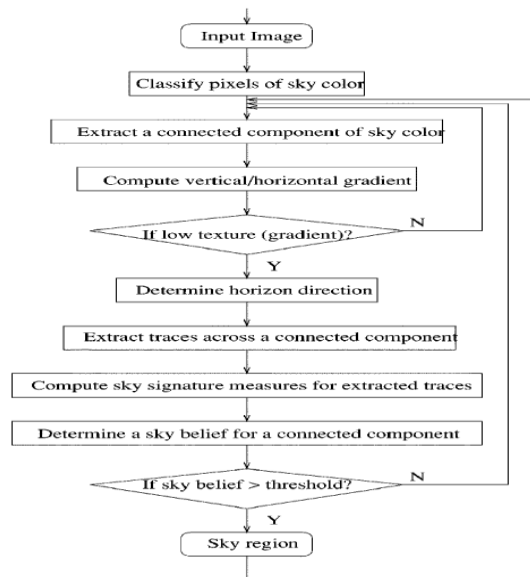 Input Image
Classify pixels of sky color
Extract a connected component of sky color
Compute vertical/horizontal gradient
If low texture (gradient)?
N
Y
Determine horizon direction
Extract traces across a connected component
Compute sky signature measures for extracted traces
Determine a sky belief for a connected component
If sky belief > threshold?
N
Y
Sky region